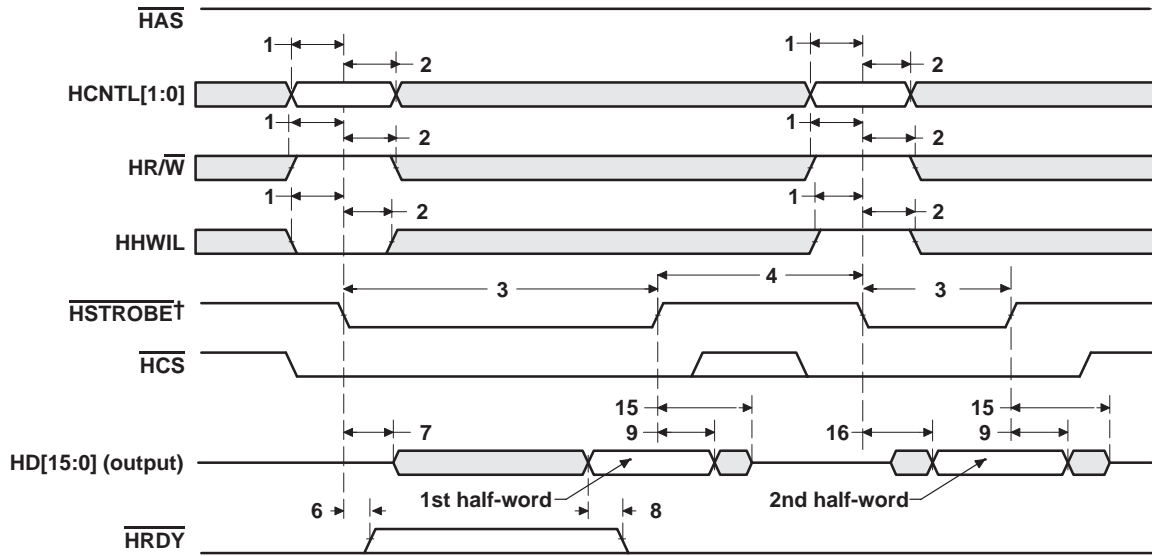 HAS
1
2
HCNTL[1:0]
1
1
2
2
HR/W
1
1
2
2
HHWIL
1
1
2
2
HSTROBE†
3
4
3
HCS
HD[15:0] (output)
7
15
9
16
15
9
1st half-word
2nd half-word
HRDY
6
8